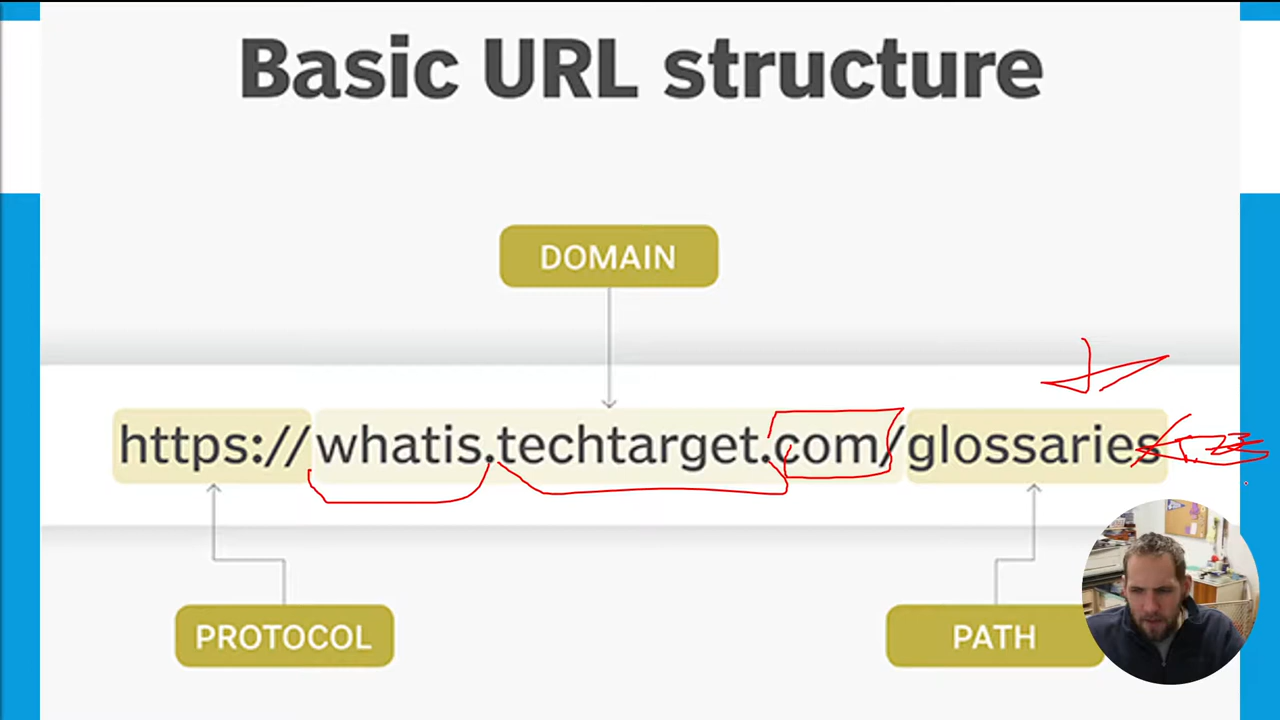 Basic URL structure
DOMAIN
https://whatis.techtarget.com/glossaries
PROTOCOL
PATH